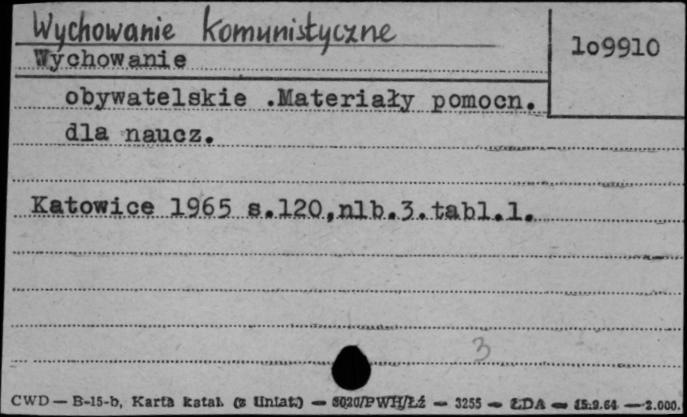 Wychowanie komunistyczne
1o9910
Wychowanie
obywatelskie .Materiały pomocn.
dla naucz.
Katowice 1965 s.120,nlb.3.tabl.1.
3
CWD — B-15-b, Karta katal. (z Uniat.) — 8020/PWH/Łź — 3255 — ŁDA — 15.9.64 — 2.000.